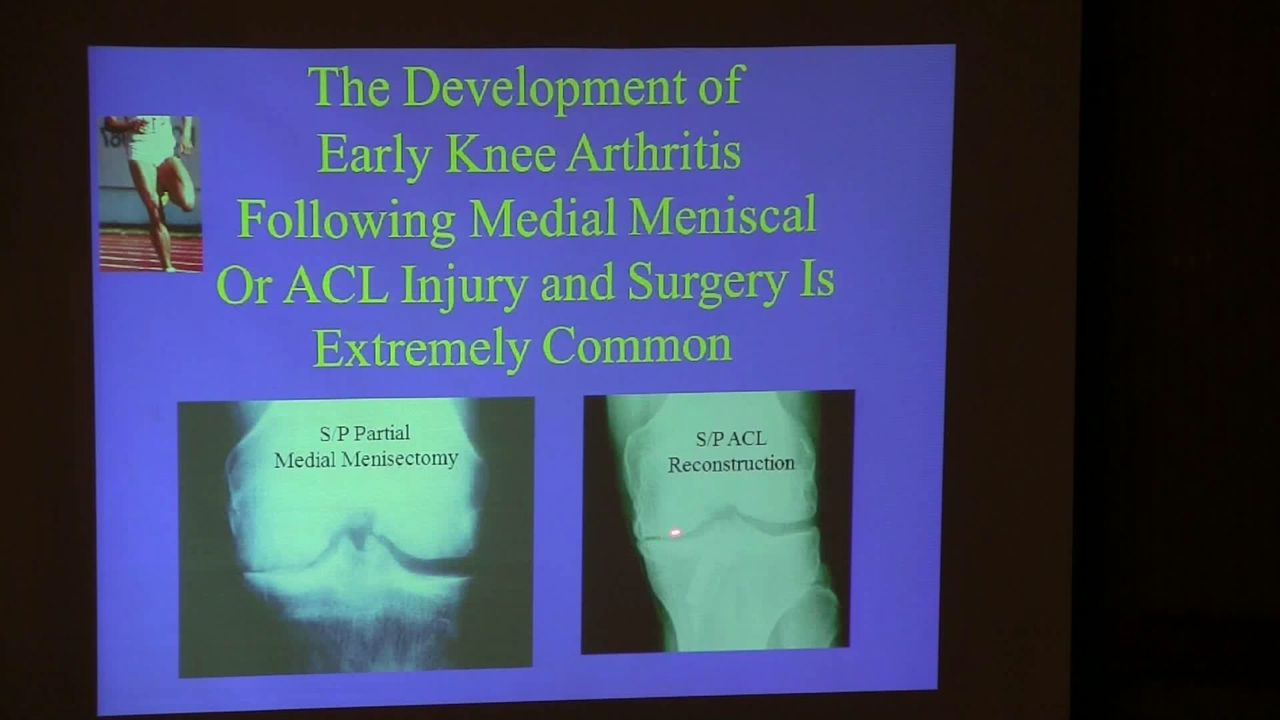 The Development of
Early Knee Arthritis
Following Medial Meniscal
Or ACL Injury and Surgery Is
Extremely Common
S/P Partial
Medial Menisectomy
S/P ACL
Reconstruction